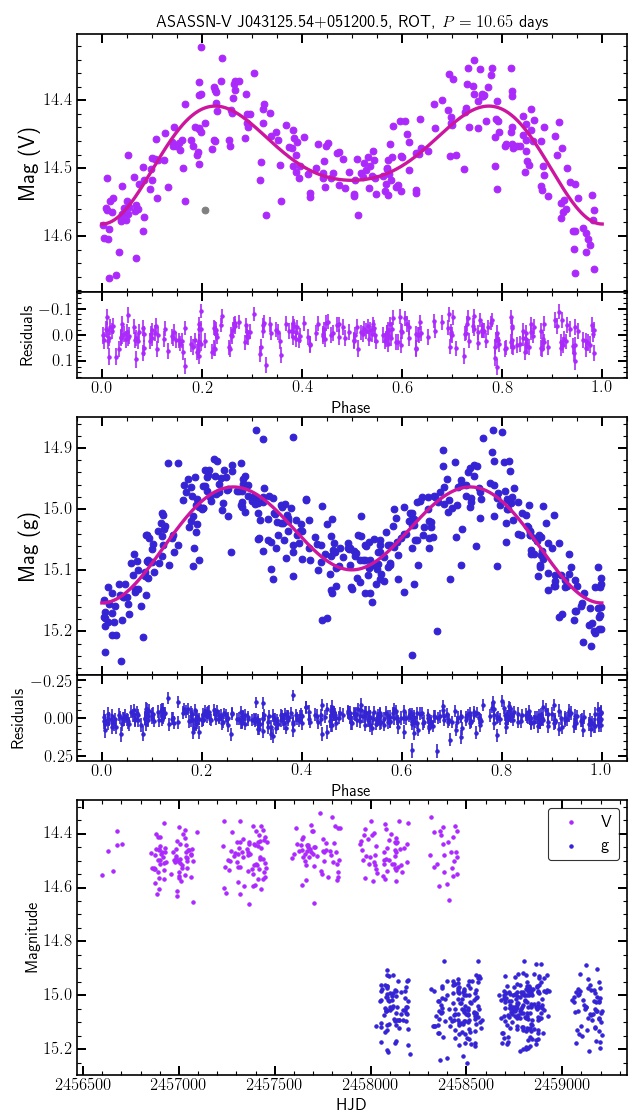 ASASSN-V J043125.54+051200.5, ROT, P = 10.65 days
Mag (V)
14.4
14.5
14.6
Residuals
−0.1
0.0
0.1
0.0 0.2 0.4 0.6 0.8 1.0
Phase
Mag (g)
14.9
15.0
15.1
15.2
Residuals
−0.25
0.00
0.25
0.0 0.2 0.4 0.6 0.8 1.0
Phase
Magnitude
14.4
14.6
14.8
15.0
15.2
V
g
2456500 2457000 2457500 2458000 2458500 2459000
HJD